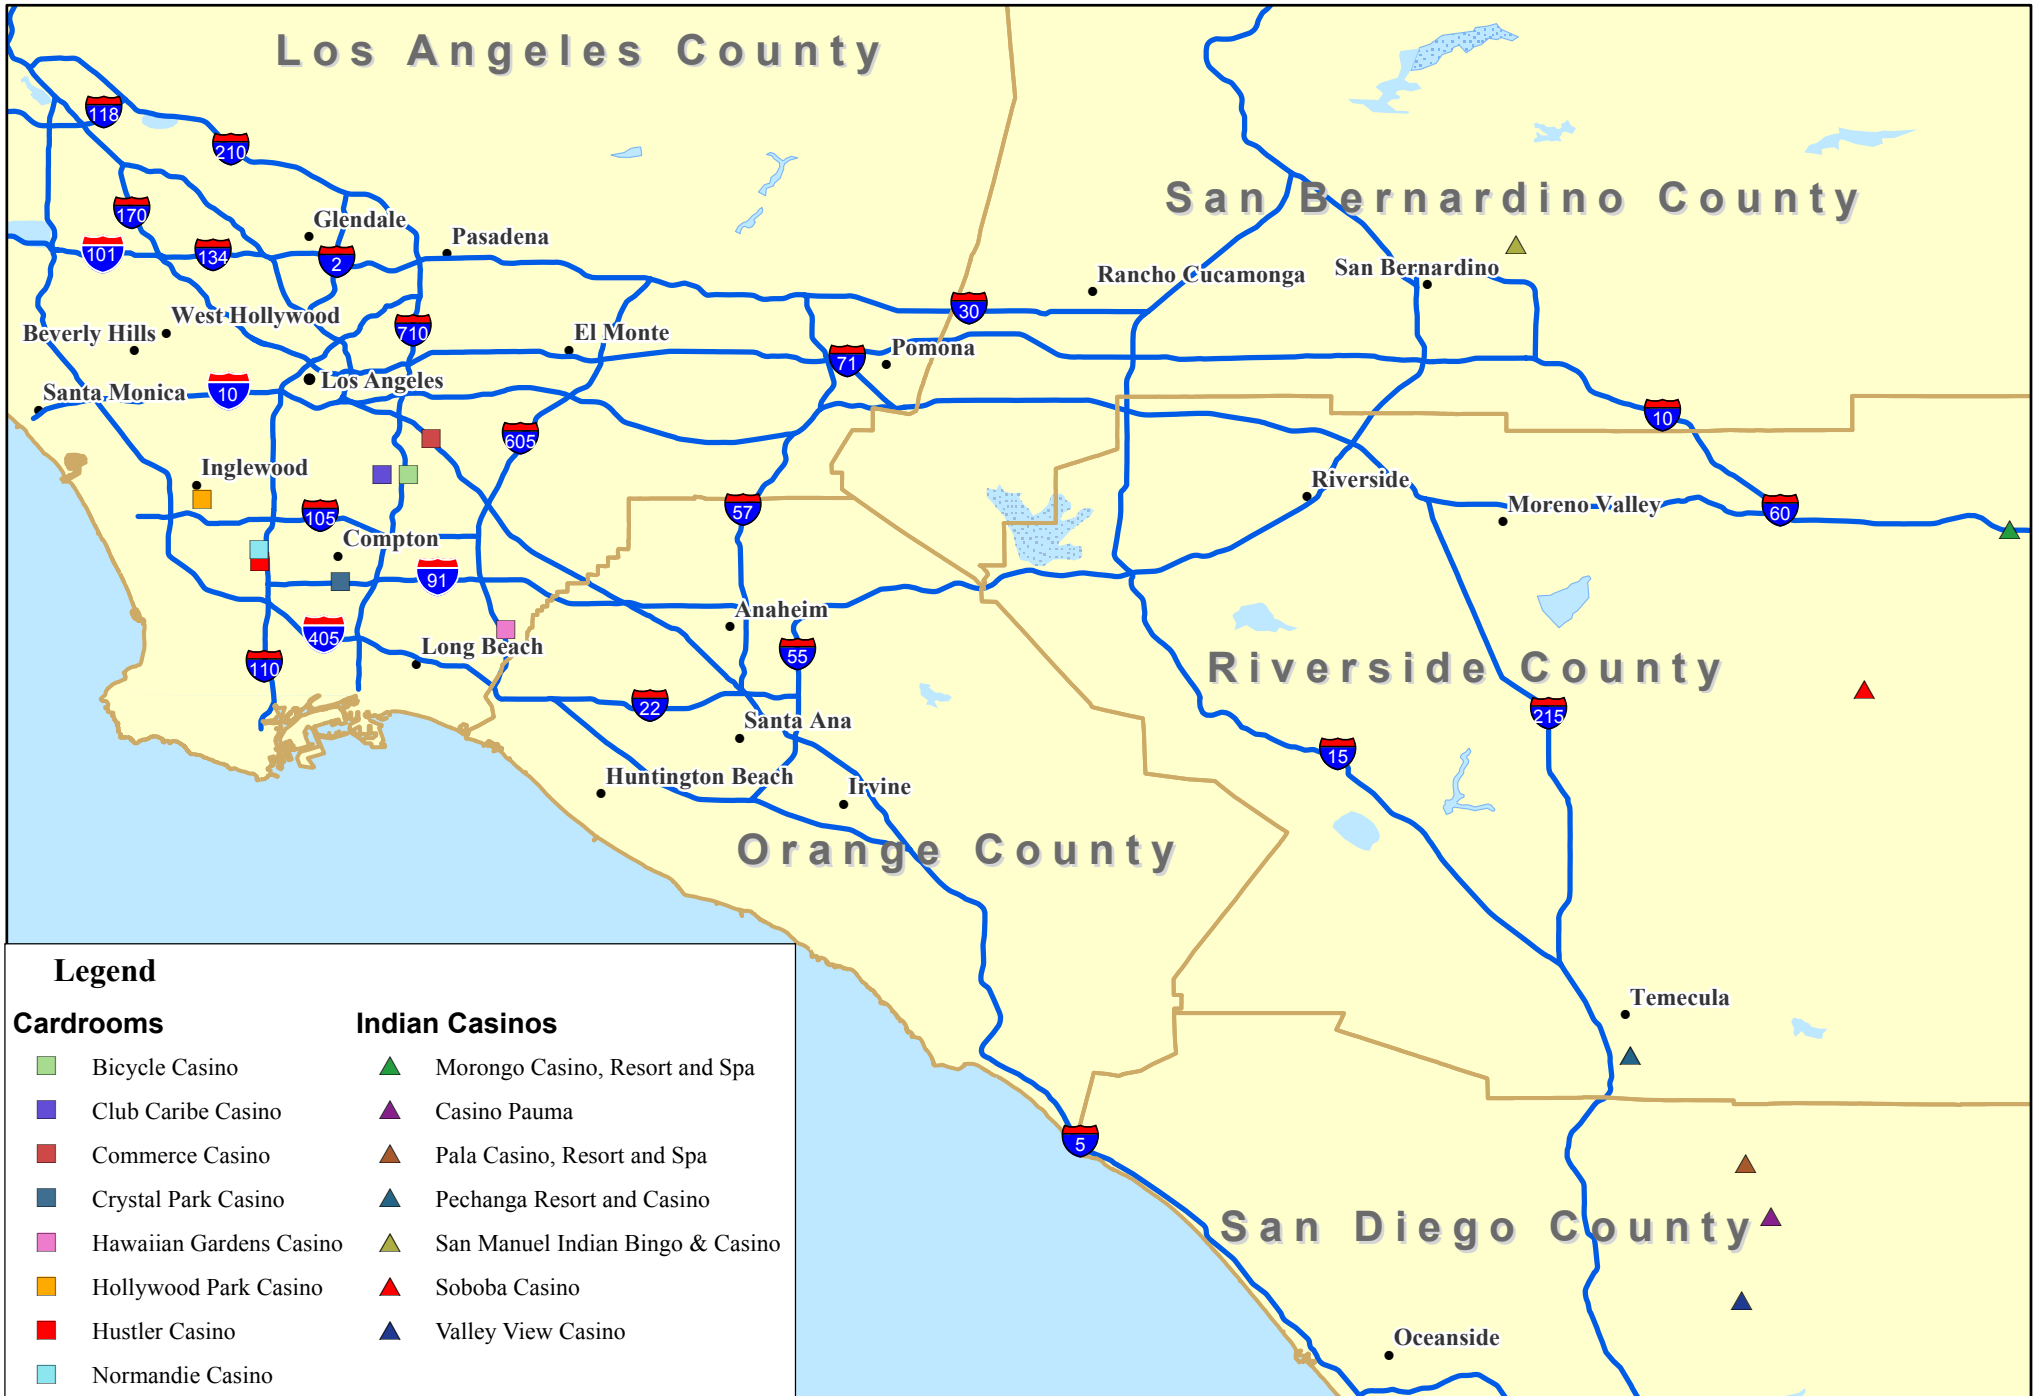 Los Angeles County
118
210
San Bernardino County
170
Glendale
Pasadena
101
134
2
Rancho Cucamonga
San Bernardino
30
West Hollywood
Beverly Hills
710
El Monte
71
Pomona
Los Angeles
Santa Monica
10
10
605
Inglewood
Riverside
57
Moreno Valley
60
105
Compton
91
Anaheim
405
Long Beach
55
110
Riverside County
22
215
Santa Ana
15
Huntington Beach
Irvine
Orange County
Temecula
5
San Diego County
Oceanside
Legend
Cardrooms
Bicycle Casino
Club Caribe Casino
Commerce Casino
Crystal Park Casino
Hawaiian Gardens Casino
Hollywood Park Casino
Hustler Casino
Normandie Casino
Indian Casinos
Morongo Casino, Resort and Spa
Casino Pauma
Pala Casino, Resort and Spa
Pechanga Resort and Casino
San Manuel Indian Bingo & Casino
Soboba Casino
Valley View Casino